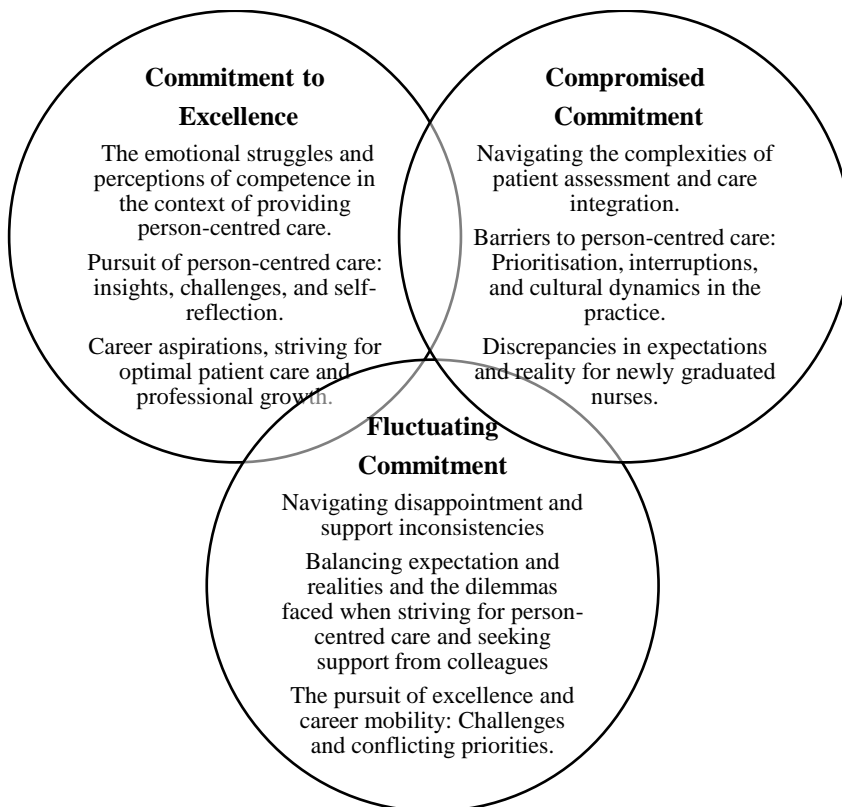 Commitment to
Excellence
The emotional struggles and
perceptions of competence in
the context of providing
person-centred care.
Pursuit of person-centred care:
insights, challenges, and self-
reflection.
Career aspirations, striving for
optimal patient care and
professional growth.
Compromised
Commitment
Navigating the complexities of
patient assessment and care
integration.
Barriers to person-centred care:
Prioritisation, interruptions,
and cultural dynamics in the
practice.
Discrepancies in expectations
and reality for newly graduated
nurses.
Fluctuating
Commitment
Navigating disappointment and
support inconsistencies
Balancing expectation and
realities and the dilemmas
faced when striving for person-
centred care and seeking
support from colleagues
The pursuit of excellence and
career mobility: Challenges
and conflicting priorities.